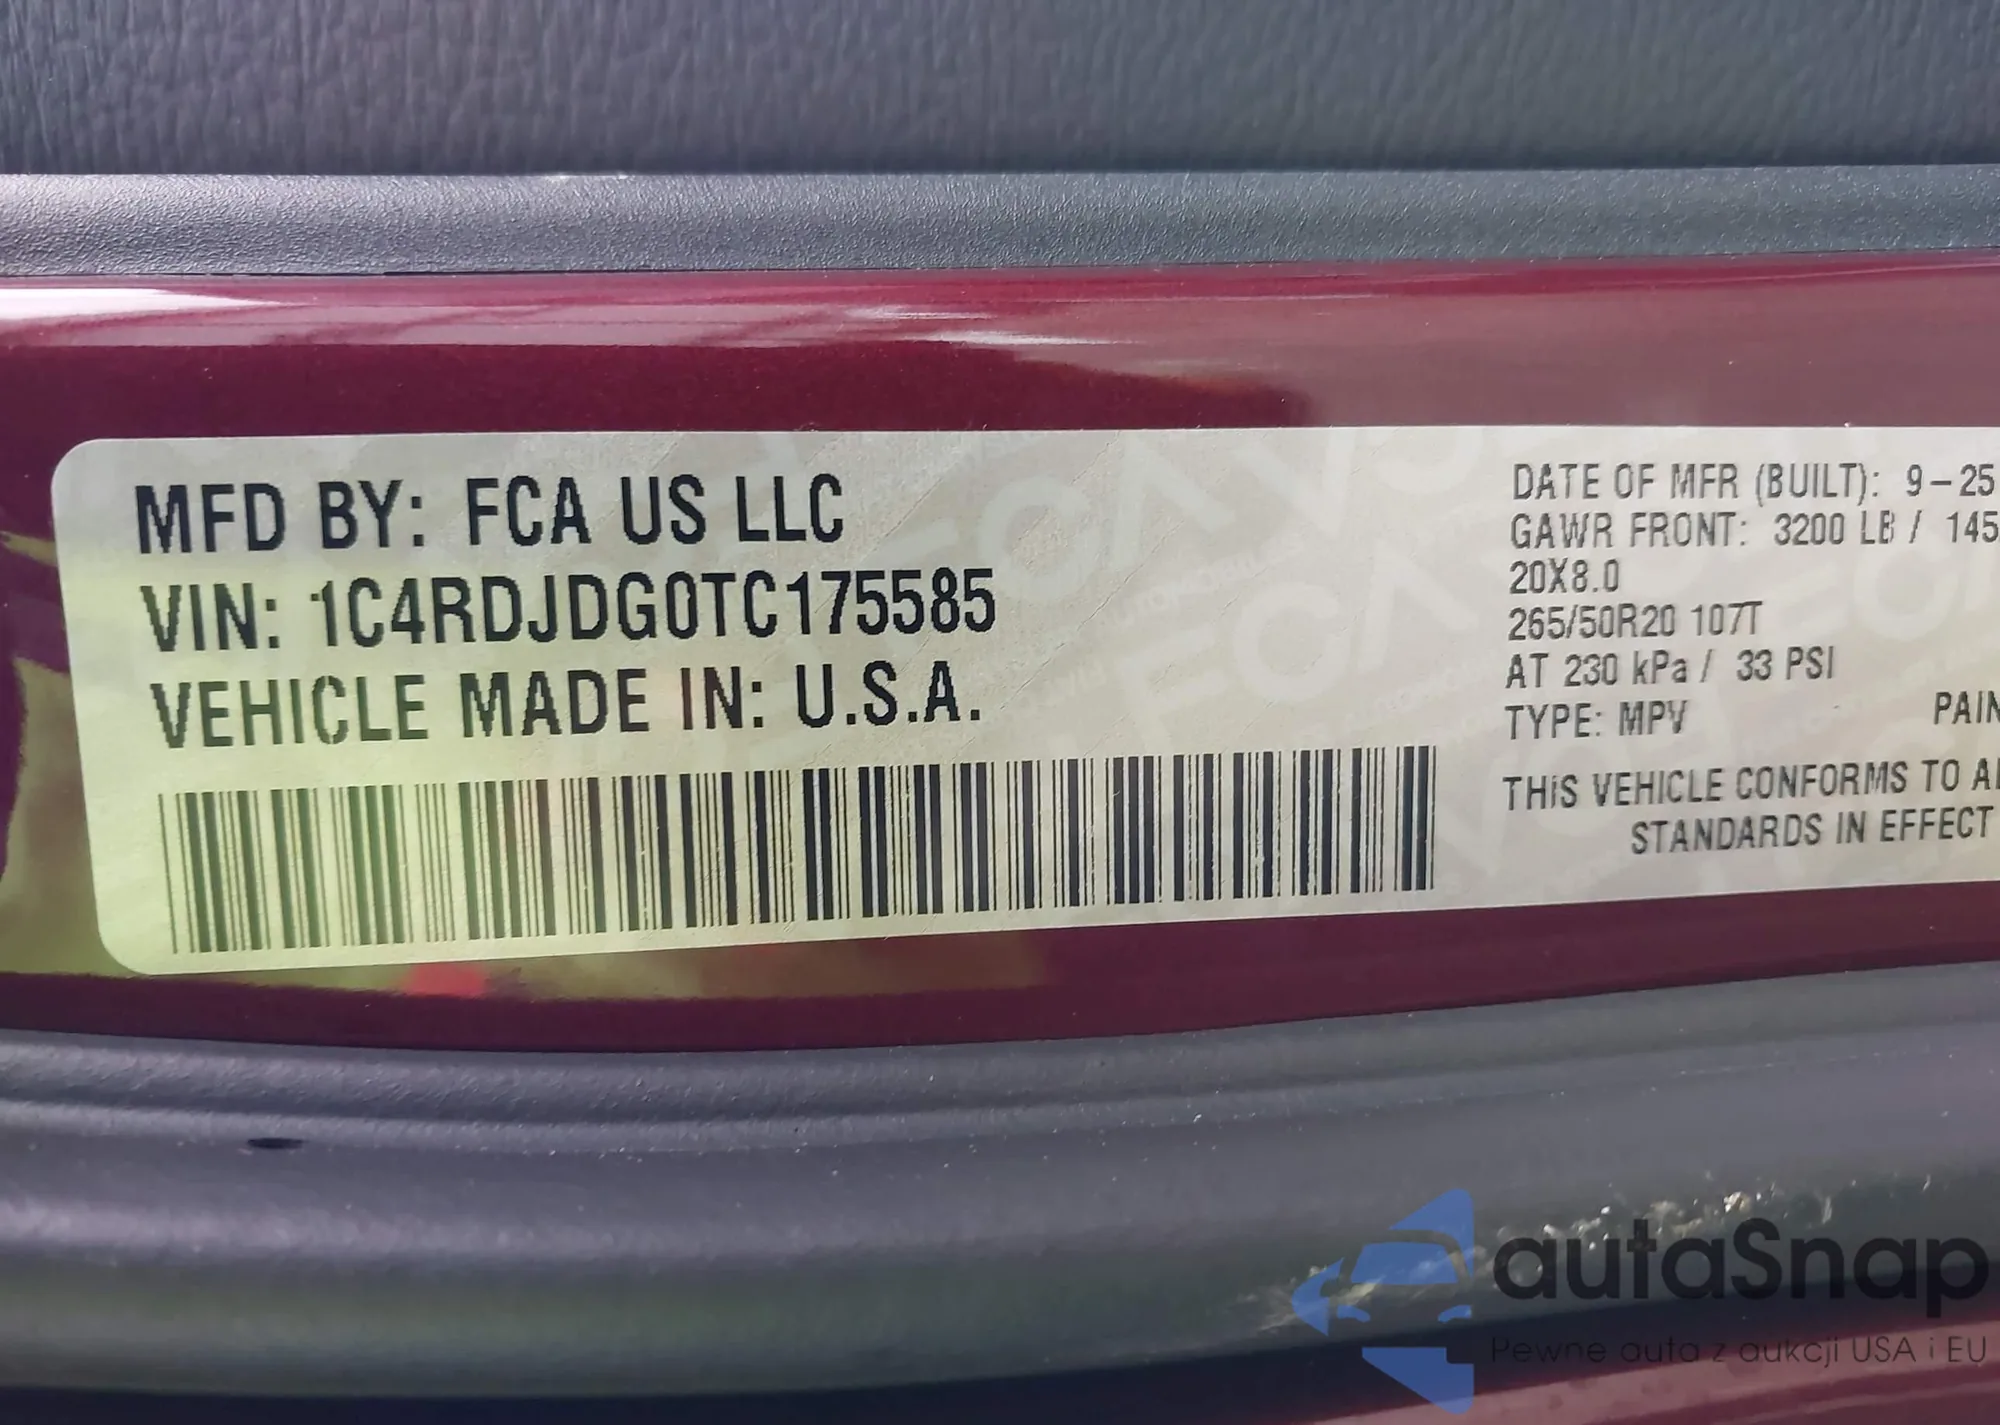 MFD BY: FCA US LLC
VIN: 1C4RDJDG0TC175585
VEHICLE MADE IN: U.S.A.
DATE OF MFR (BUILT): 9-25
GAWR FRONT: 3200 LB / 145
20X8.0
265/50R20 107T
AT 230 kPa / 33 PSI
TYPE: MPV PAIN
THIS VEHICLE CONFORMS TO
STANDARDS IN EFFECT
autaSnap
Pewne auta z aukcji USA i EU